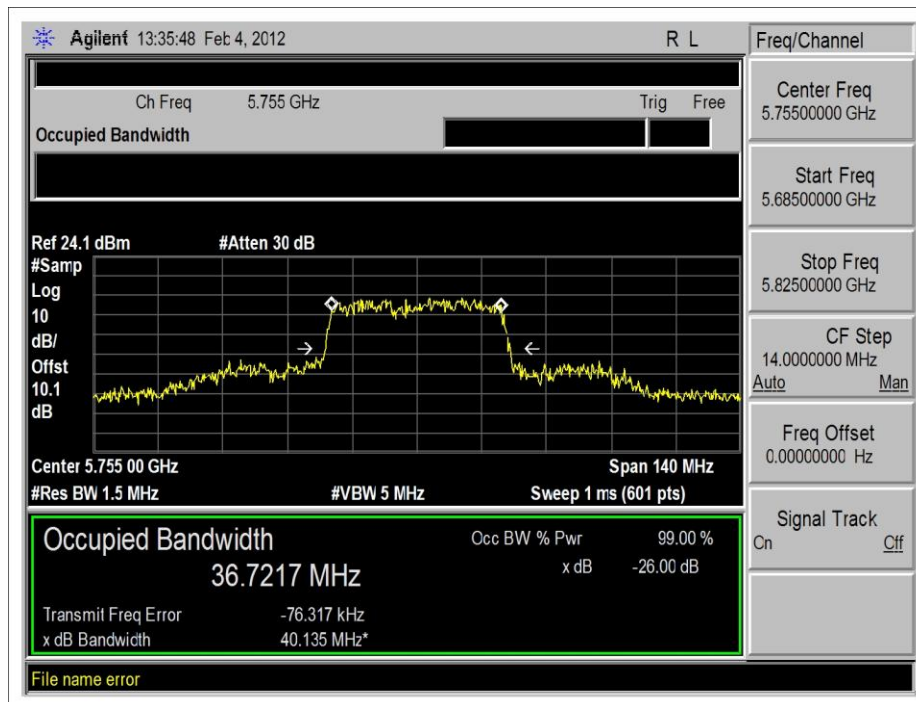 Agilent 13:35:48 Feb 4, 2012 R L
Freq/Channel
Ch Freq 5.755 GHz Trig Free
Occupied Bandwidth
Center Freq
5.75500000 GHz
Start Freq
5.68500000 GHz
Stop Freq
5.82500000 GHz
CF Step
14.0000000 MHz
Auto Man
Freq Offset
0.00000000 Hz
Signal Track
On Off
Ref 24.1 dBm #Atten 30 dB
#Samp
Log
10
dB/
Offst
10.1
dB
Center 5.755 00 GHz Span 140 MHz
#Res BW 1.5 MHz #VBW 5 MHz Sweep 1 ms (601 pts)
Occupied Bandwidth Occ BW % Pwr 99.00 %
36.7217 MHz x dB -26.00 dB
Transmit Freq Error -76.317 kHz
x dB Bandwidth 40.135 MHz*
File name error